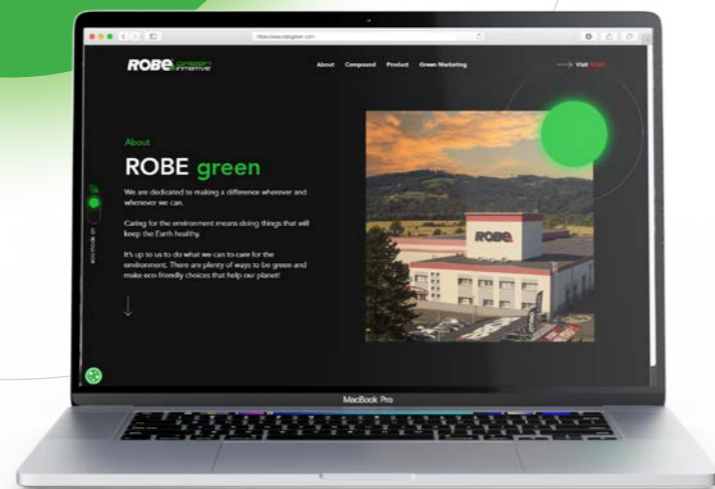 ROBE green initiative
About Compound Product Green Marketing Visit ROBE
About
ROBE green
We are dedicated to making a difference wherever and
whenever we can.
Caring for the environment means doing things that will
keep the Earth healthy.
It's up to us to do what we can to care for the
environment. There are plenty of ways to be green and
make eco-friendly choices that help our planet!
ROBE
MacBook Pro